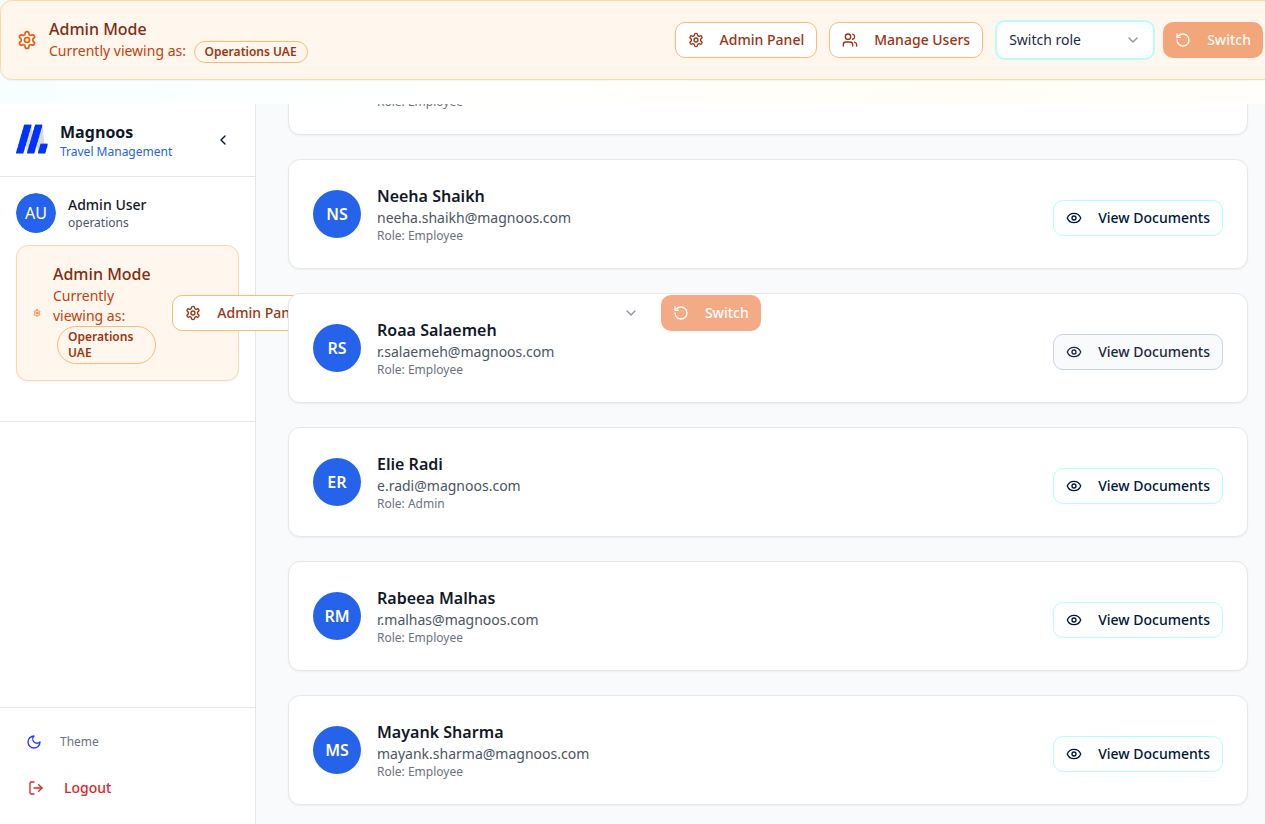 Admin Mode
Currently viewing as: Operations UAE
Admin Panel
Manage Users
Switch role
Switch
Magnoos
Travel Management
AU
Admin User
operations
Admin Mode
Currently
viewing as:
Operations
UAE
Admin Pan
Switch
Theme
Logout
Role: Employee
NS
Neeha Shaikh
neeha.shaikh@magnoos.com
Role: Employee
View Documents
RS
Roaa Salaemeh
r.salaemeh@magnoos.com
Role: Employee
View Documents
ER
Elie Radi
e.radi@magnoos.com
Role: Admin
View Documents
RM
Rabeea Malhas
r.malhas@magnoos.com
Role: Employee
View Documents
MS
Mayank Sharma
mayank.sharma@magnoos.com
Role: Employee
View Documents